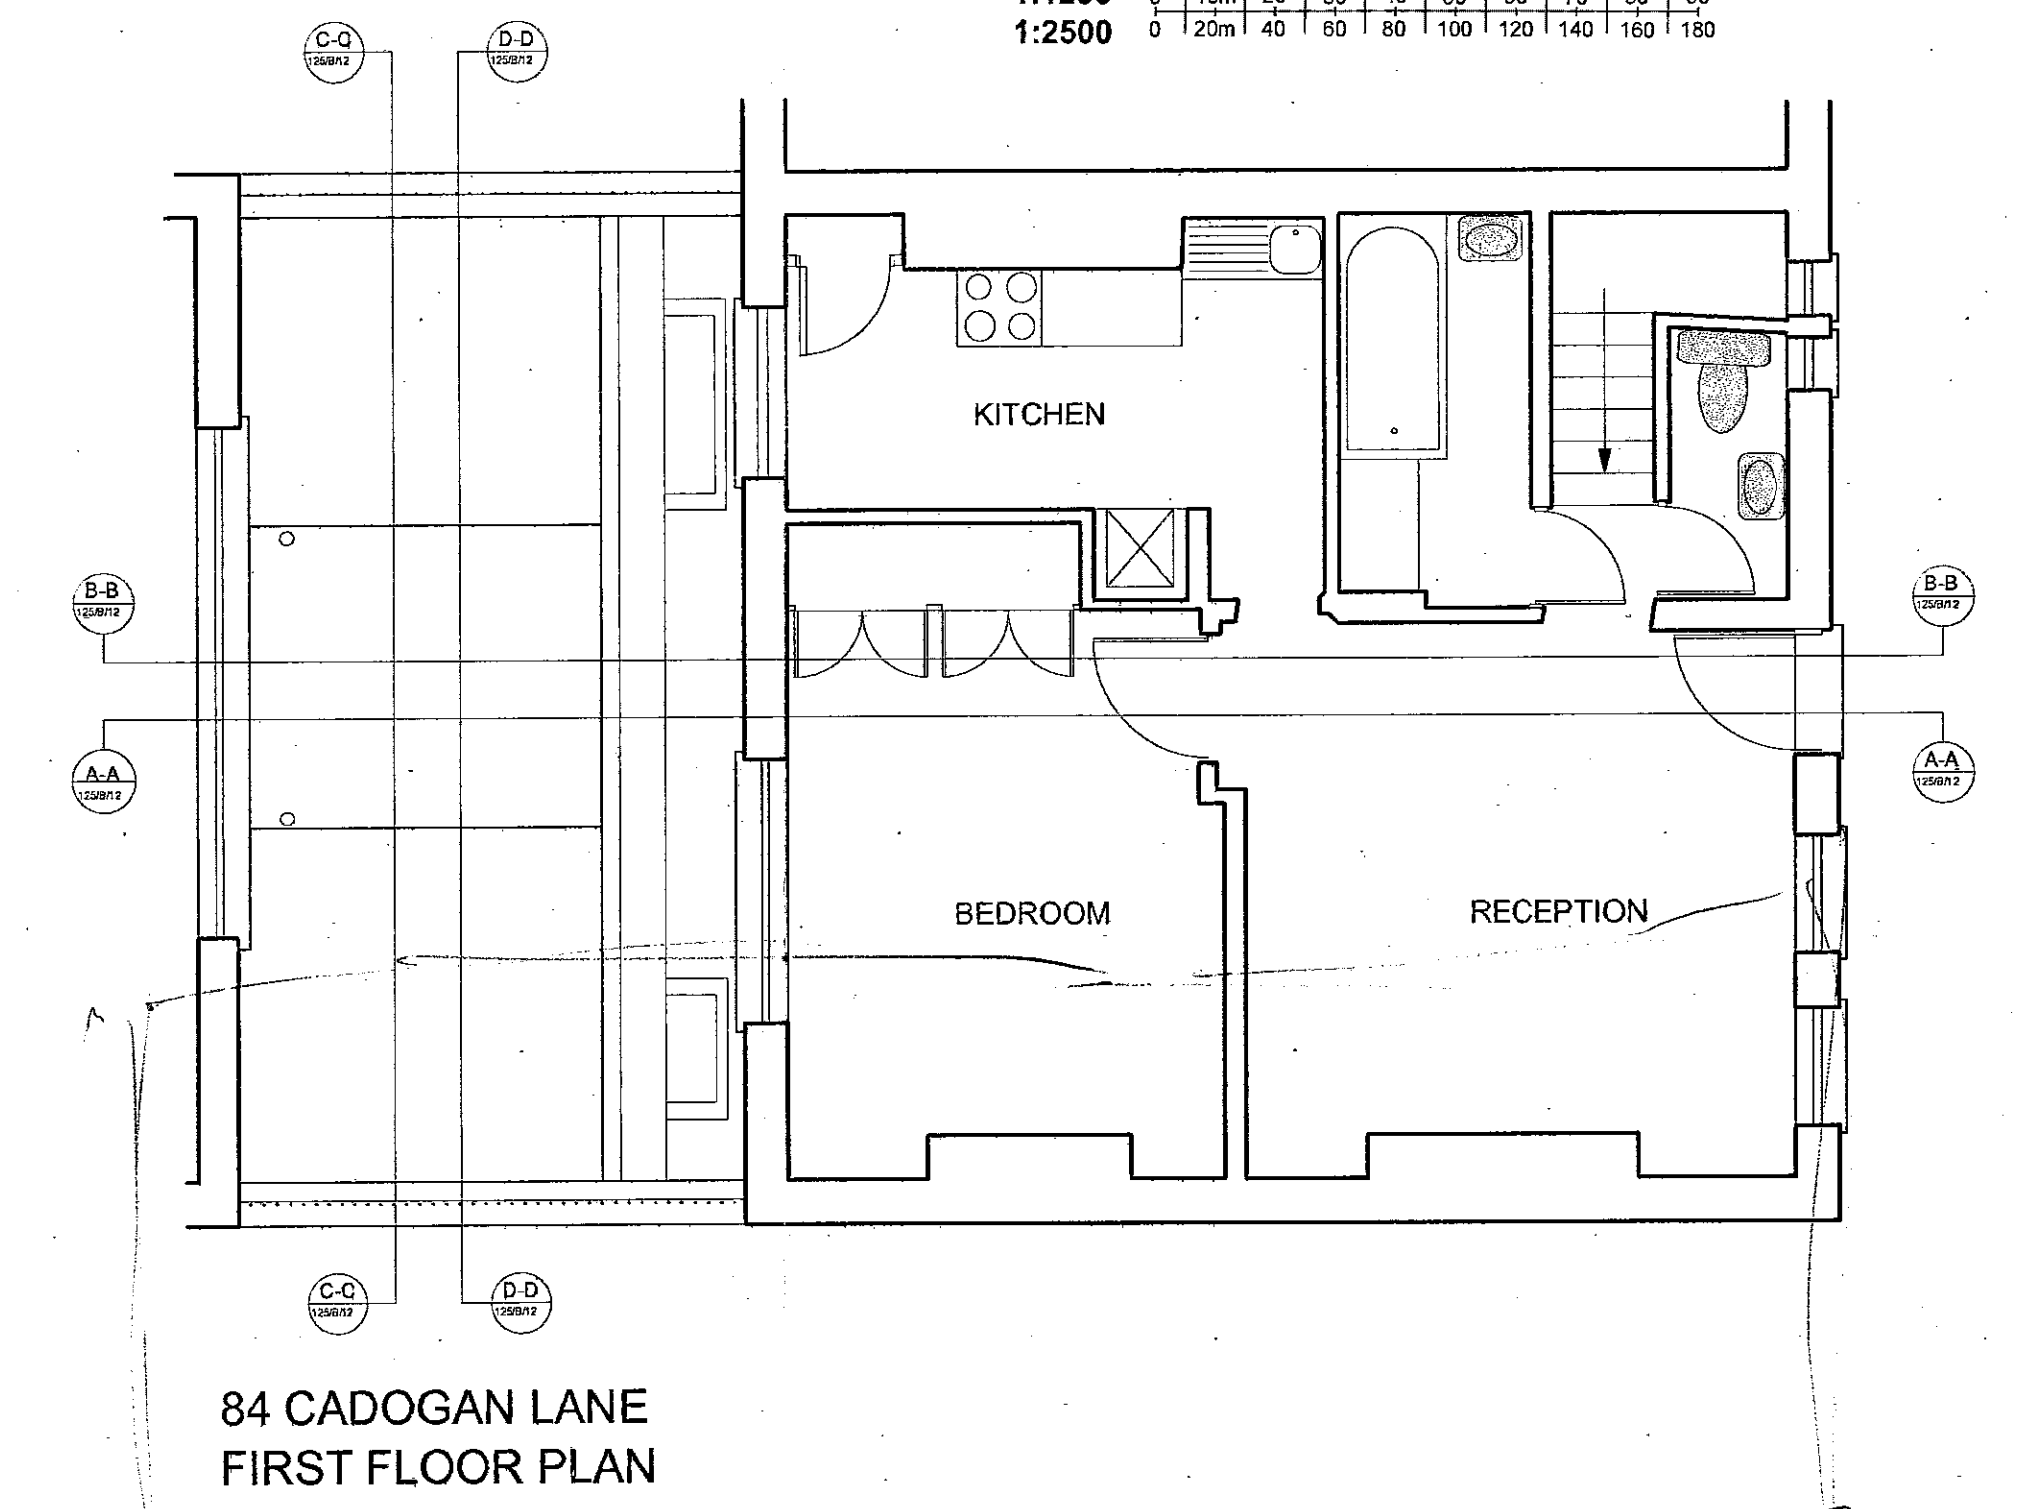 1:2500 0 20m 40 60 80 100 120 140 160 180
C-C
125/B/12
D-D
125/B/12
KITCHEN
B-B
125/B/12
B-B
125/B/12
A-A
125/B/12
A-A
125/B/12
BEDROOM
RECEPTION
C-C
125/B/12
D-D
125/B/12
84 CADOGAN LANE
FIRST FLOOR PLAN